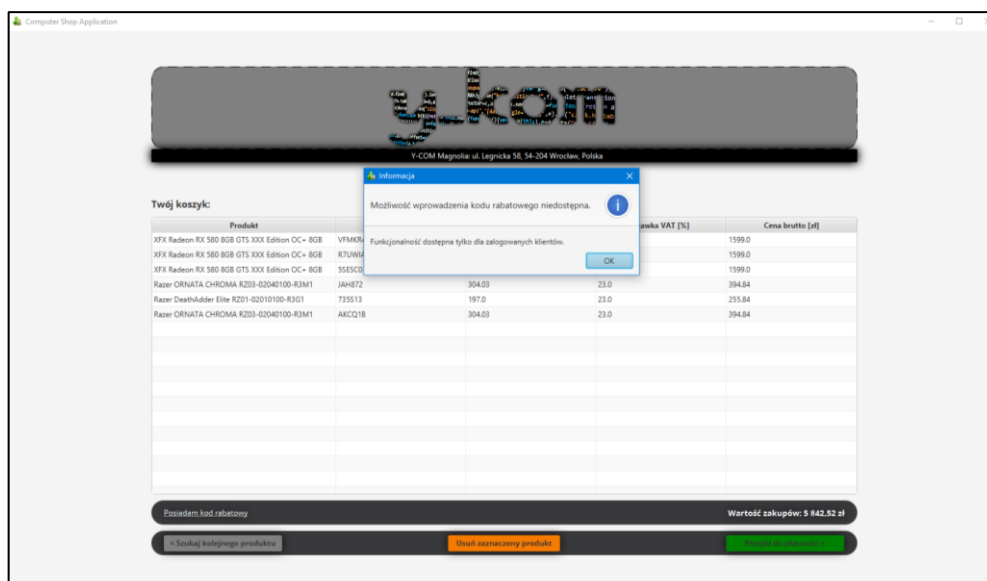 Computer Shop Application
y-kom
Y-COM Magnolia: ul. Legnicka 58, 54-204 Wrocław, Polska
Informacja
Możliwość wprowadzenia kodu rabatowego niedostępna.
Funkcjonalność dostępna tylko dla zalogowanych klientów.
OK
Twój koszyk:
Produkt VAT [%] Cena brutto [zł]
XFX Radeon RX 580 8GB GTS XXX Edition OC+ 8GB 1599.0
XFX Radeon RX 580 8GB GTS XXX Edition OC+ 8GB 1599.0
XFX Radeon RX 580 8GB GTS XXX Edition OC+ 8GB 1599.0
Razer ORNATA CHROMA RZ03-02040100-R3M1 JAH872 304.03 23.0 394.84
Razer DeathAdder Elite RZ01-02010100-R3G1 735S13 197.0 23.0 255.84
Razer ORNATA CHROMA RZ03-02040100-R3M1 AKCQ1B 304.03 23.0 394.84
Posiadam kod rabatowy Wartość zakupów: 5 842.52 zł
< Szukaj kolejnego produktu Usuń zaznaczony produkt Przejdź do płatności >